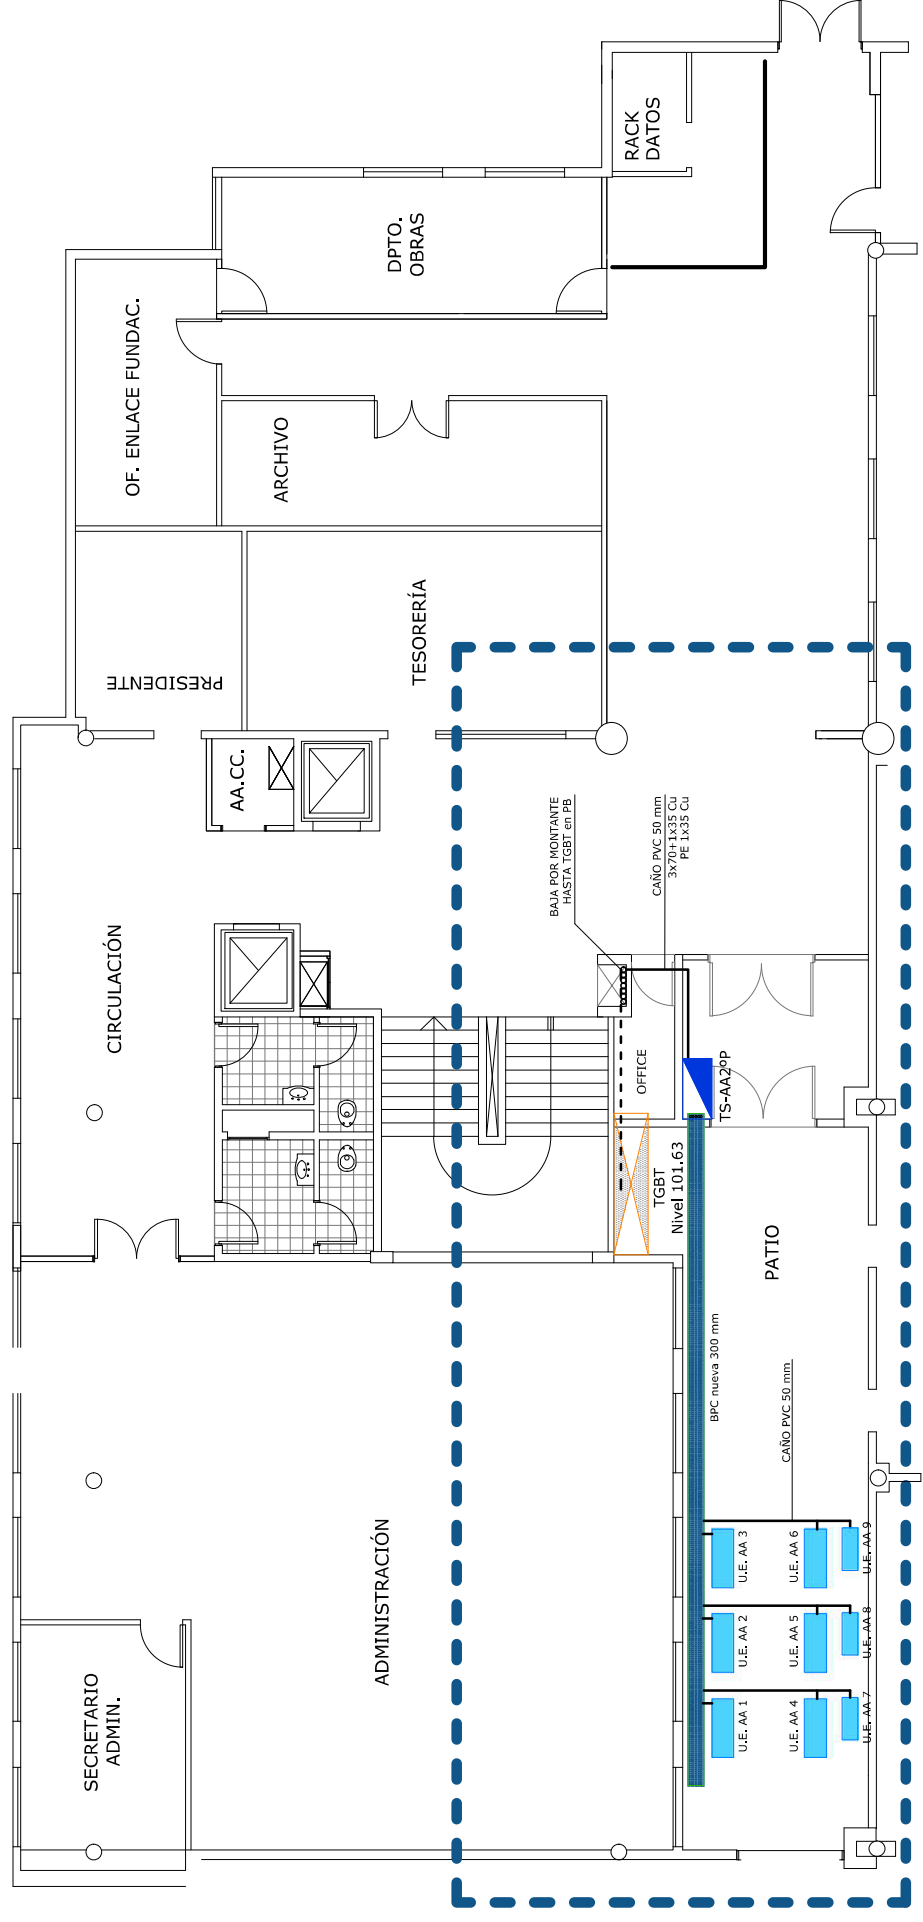 RACK
DATOS
DPTO.
OBRAS
OF. ENLACE FUNDAC.
ARCHIVO
TESORERÍA
PRESIDENTE
AA.CC.
BAJA POR MONTANTE
HASTA TGBT en PB
CAÑO PVC 50 mm
3x70+1x35 Cu
PE 1x35 Cu
CIRCULACIÓN
OFFICE
TS-AA2ºP
TGBT
Nivel 101.63
PATIO
BPC nueva 300 mm
CAÑO PVC 50 mm
ADMINISTRACIÓN
SECRETARIO
ADMIN.
U.E. AA 3
U.E. AA 6
U.E. AA 9
U.E. AA 2
U.E. AA 5
U.E. AA 8
U.E. AA 1
U.E. AA 4
U.E. AA 7